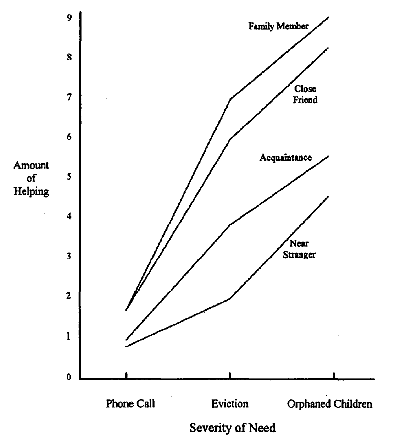 9
Family Member
8
Close
Friend
7
6
Amount
of
Helping
Acquaintance
5
4
3
Near
Stranger
2
1
0
Phone Call
Eviction
Orphaned Children
Severity of Need